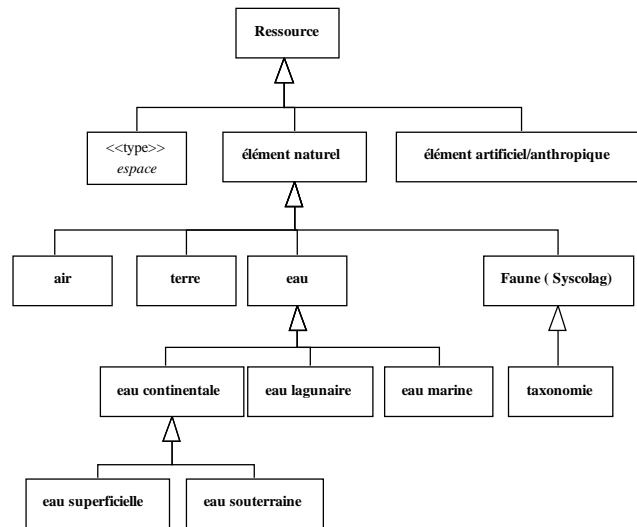 Ressource
<<type>>
espace
élément naturel
élément artificiel/anthropique
air
terre
eau
Faune ( Syscolag)
eau continentale
eau lagunaire
eau marine
taxonomie
eau superficielle
eau souterraine